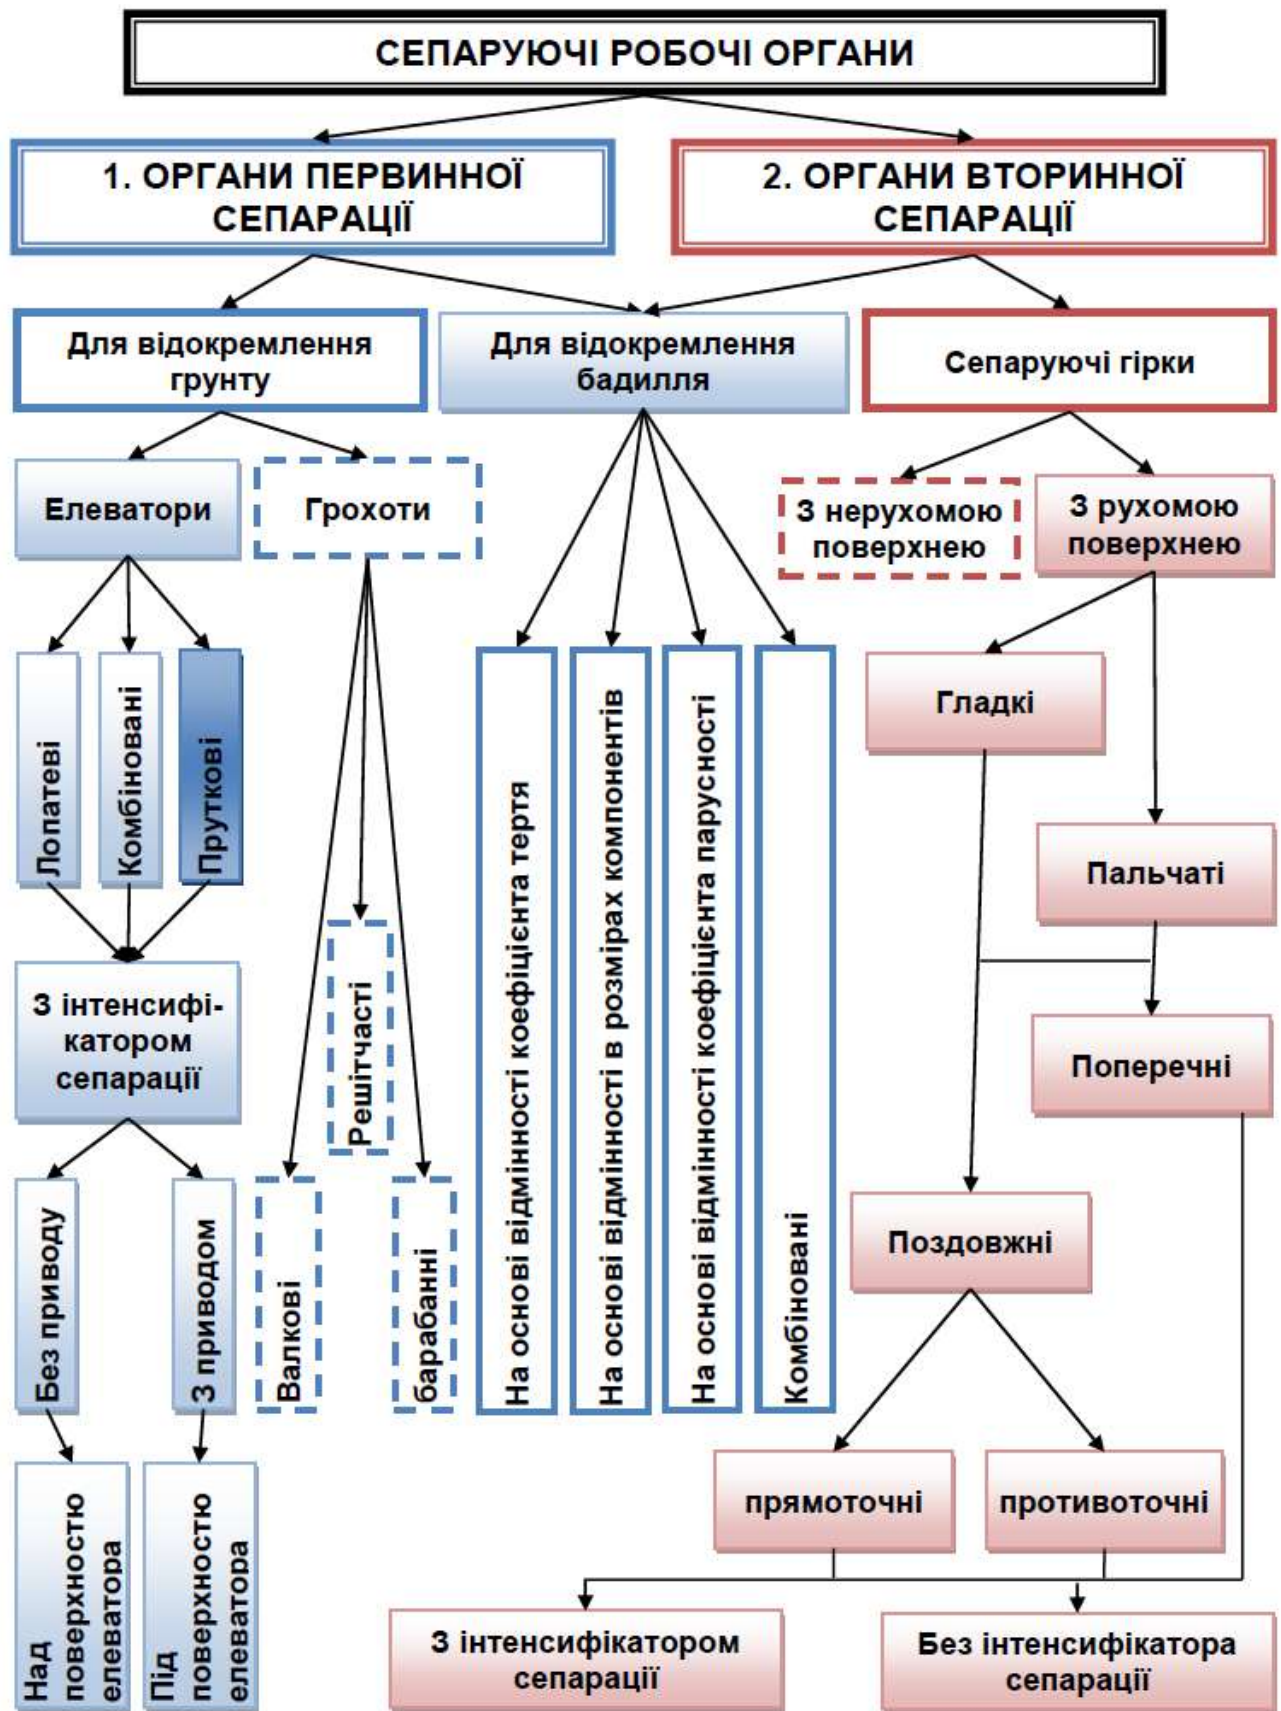 СЕПАРУЮЧІ РОБОЧІ ОРГАНИ
1. ОРГАНИ ПЕРВИННОЇ
СЕПАРАЦІЇ
2. ОРГАНИ ВТОРИННОЇ
СЕПАРАЦІЇ
Для відокремлення
грунту
Для відокремлення
бадилля
Сепаруючі гірки
Елеватори
Грохоти
З нерухомою
поверхнею
З рухомою
поверхнею
Лопатеві
Комбіновані
Пруткові
На основі відмінності коефіцієнта тертя
На основі відмінності в розмірах компонентів
На основі відмінності коефіцієнта парусності
Комбіновані
Гладкі
Пальчаті
З інтенсифі-
катором
сепарації
Решітчасті
Поперечні
Без приводу
З приводом
Валкові
барабанні
Поздовжні
Над
поверхностю
елеватора
Під
поверхностю
елеватора
прямоточні
противоточні
З інтенсифікатором
сепарації
Без інтенсифікатора
сепарації